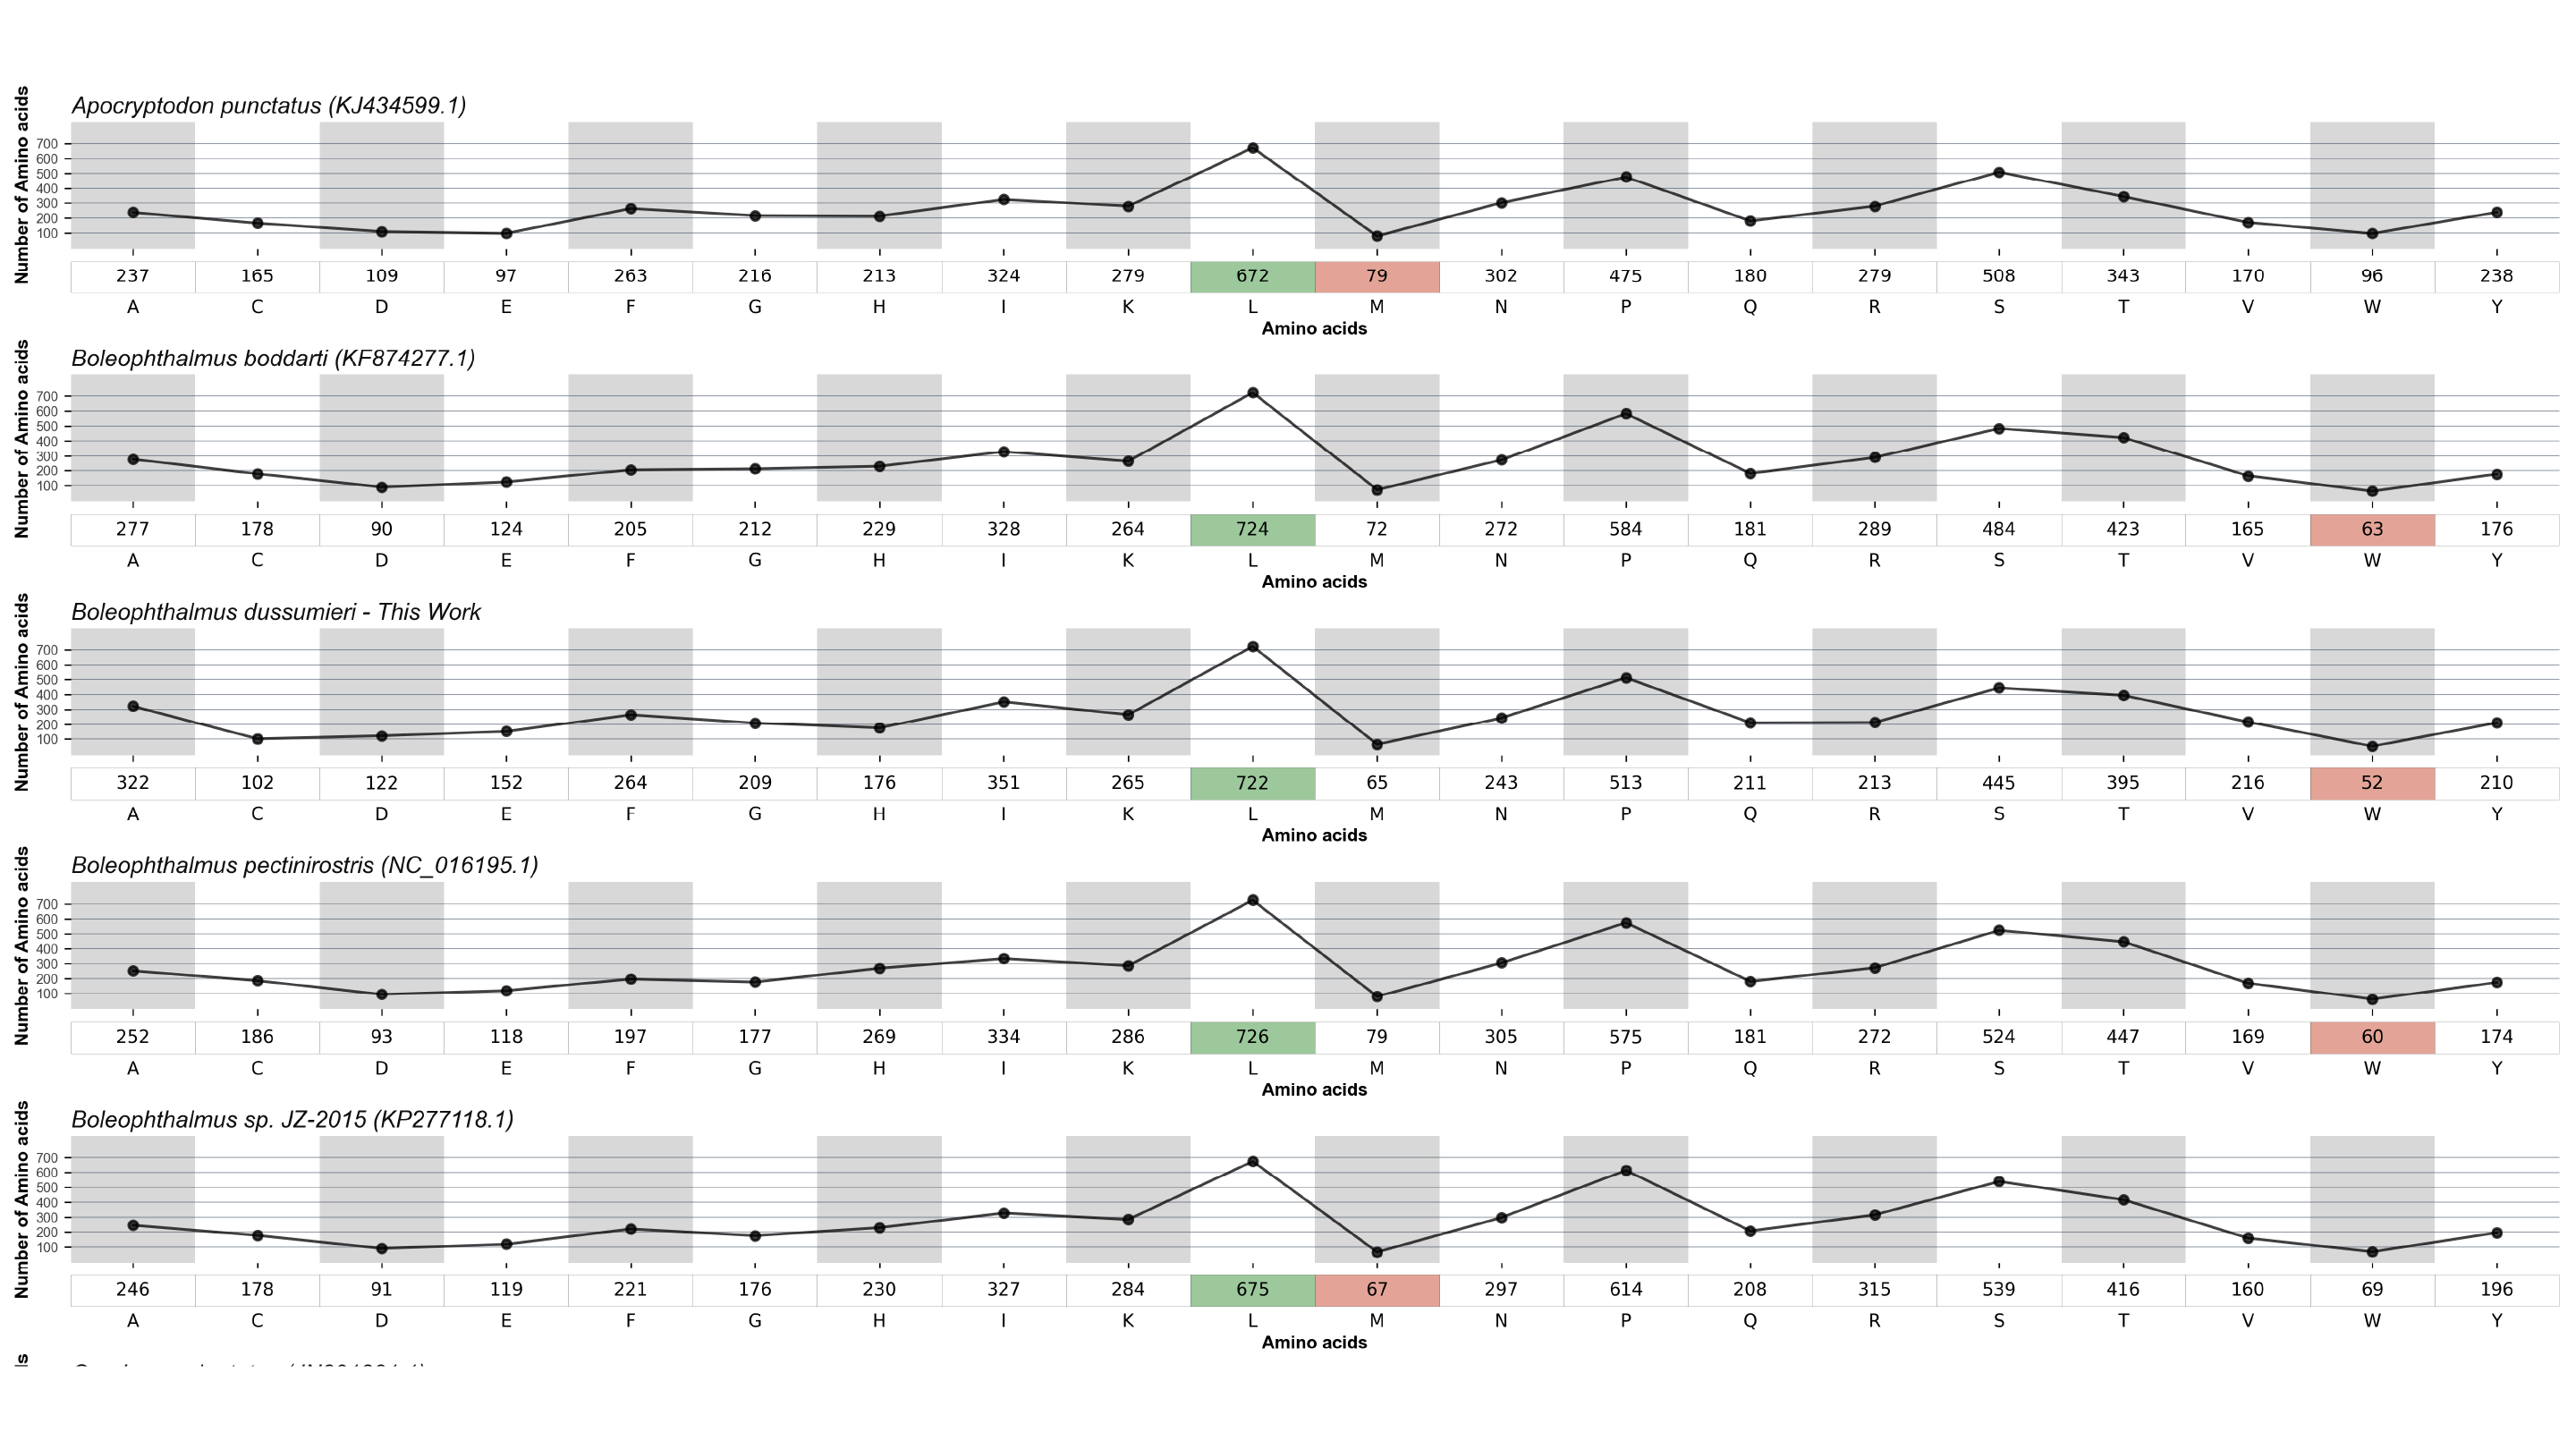 Apocryptodon punctatus (KJ434599.1)
Number of Amino acids
700
600
500
400
300
200
100
237 165 109 97 263 216 213 324 279 672 79 302 475 180 279 508 343 170 96 238
A C D E F G H I K L M N P Q R S T V W Y
Amino acids
Boleophthalmus boddarti (KF874277.1)
Number of Amino acids
700
600
500
400
300
200
100
277 178 90 124 205 212 229 328 264 724 72 272 584 181 289 484 423 165 63 176
A C D E F G H I K L M N P Q R S T V W Y
Amino acids
Boleophthalmus dussumieri - This Work
Number of Amino acids
700
600
500
400
300
200
100
322 102 122 152 264 209 176 351 265 722 65 243 513 211 213 445 395 216 52 210
A C D E F G H I K L M N P Q R S T V W Y
Amino acids
Boleophthalmus pectinirostris (NC_016195.1)
Number of Amino acids
700
600
500
400
300
200
100
252 186 93 118 197 177 269 334 286 726 79 305 575 181 272 524 447 169 60 174
A C D E F G H I K L M N P Q R S T V W Y
Amino acids
Boleophthalmus sp. JZ-2015 (KP277118.1)
Number of Amino acids
700
600
500
400
300
200
100
246 178 91 119 221 176 230 327 284 675 67 297 614 208 315 539 416 160 69 196
A C D E F G H I K L M N P Q R S T V W Y
Amino acids